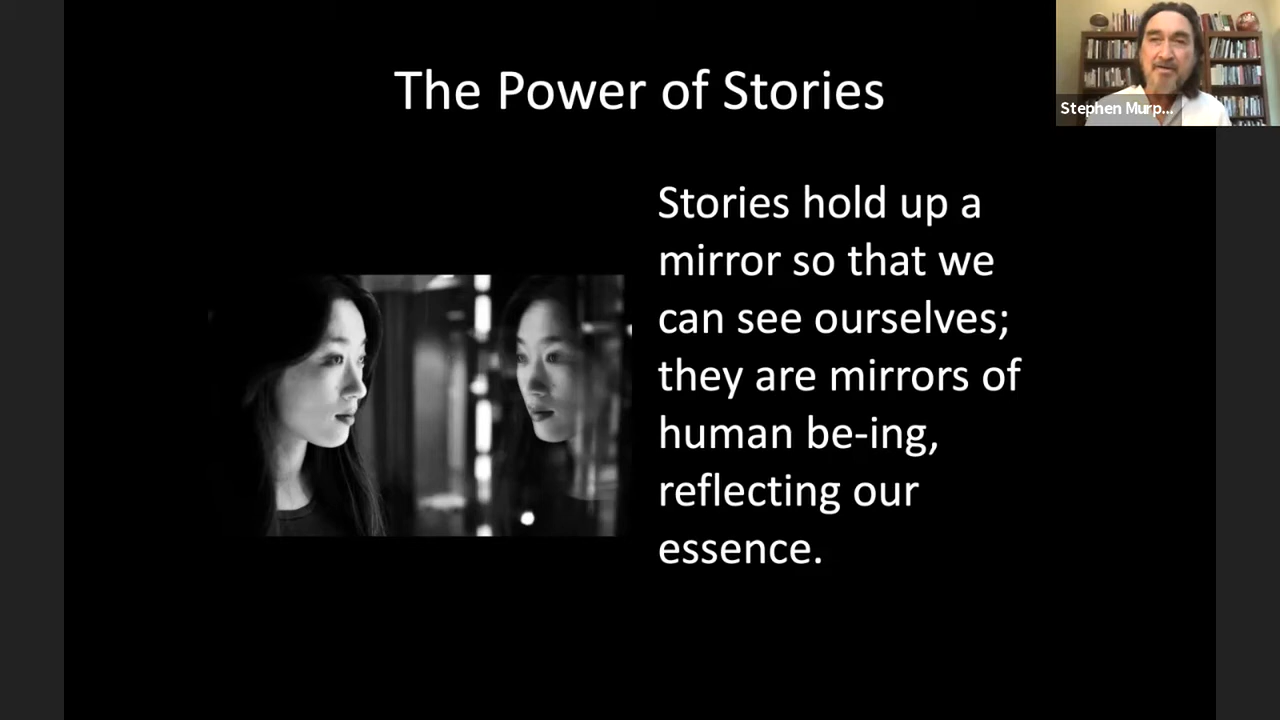 The Power of Stories
Stephen Murp...
Stories hold up a
mirror so that we
can see ourselves;
they are mirrors of
human be-ing,
reflecting our
essence.